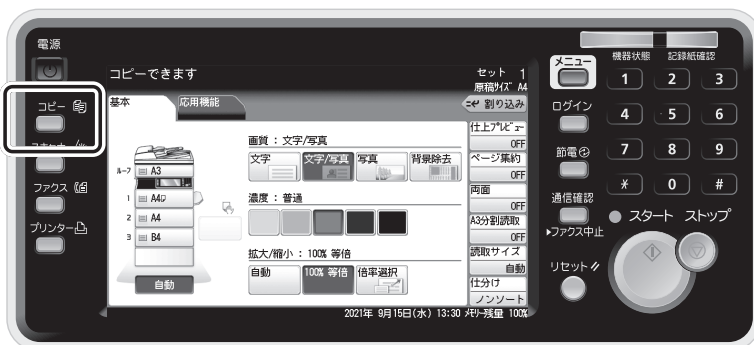 電源
機器状態 記録紙確認
コピーできます
セット 1
原稿ｻｲｽﾞ A4
メニュー
1 2 3
コピー
基本 応用機能
割り込み
ログイン
4 5 6
画質 : 文字/写真
仕上ﾌﾟﾚﾋﾞｭｰ
OFF
文字 文字/写真 写真 背景除去
ページ集約
OFF
節電
7 8 9
ﾙｰﾌ A3
ファクス
1 A4
濃度 : 普通
両面
OFF
通信確認
＊ 0 #
2 A4
A3分割読取
OFF
▶ファクス中止
スタート ストップ
プリンター
3 B4
拡大/縮小 : 100% 等倍
読取サイズ
自動
リセット
自動
自動 100% 等倍 倍率選択
仕分け
ノンソート
2021年 9月15日(水) 13:30 ﾒﾓﾘｰ残量 100%